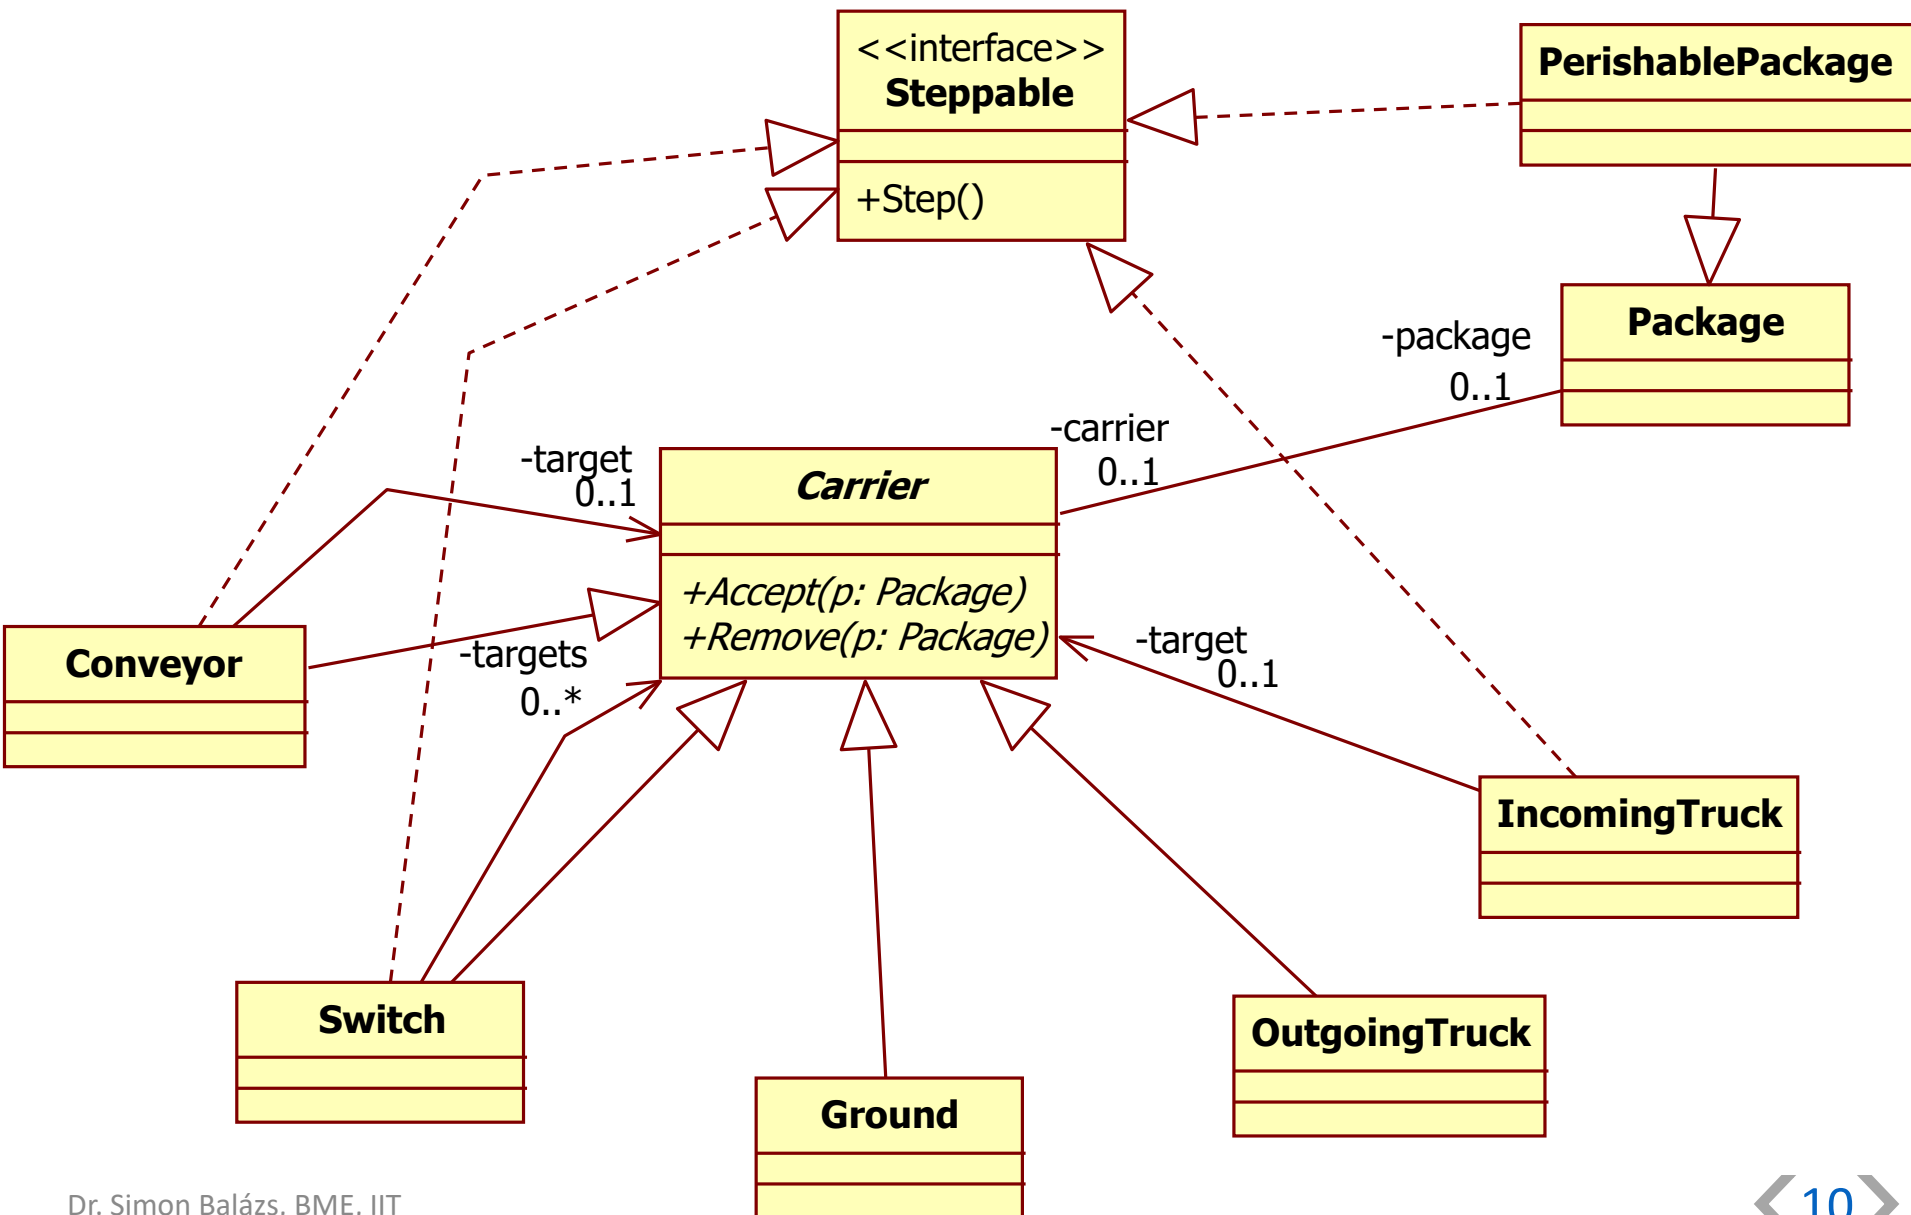 <<interface>>
Steppable
+Step()
PerishablePackage
Package
-package
0..1
-carrier
0..1
-target
0..1
Carrier
+Accept(p: Package)
+Remove(p: Package)
Conveyor
-targets
0..*
-target
0..1
IncomingTruck
Switch
OutgoingTruck
Ground
Dr. Simon Balázs, BME, IIT
10